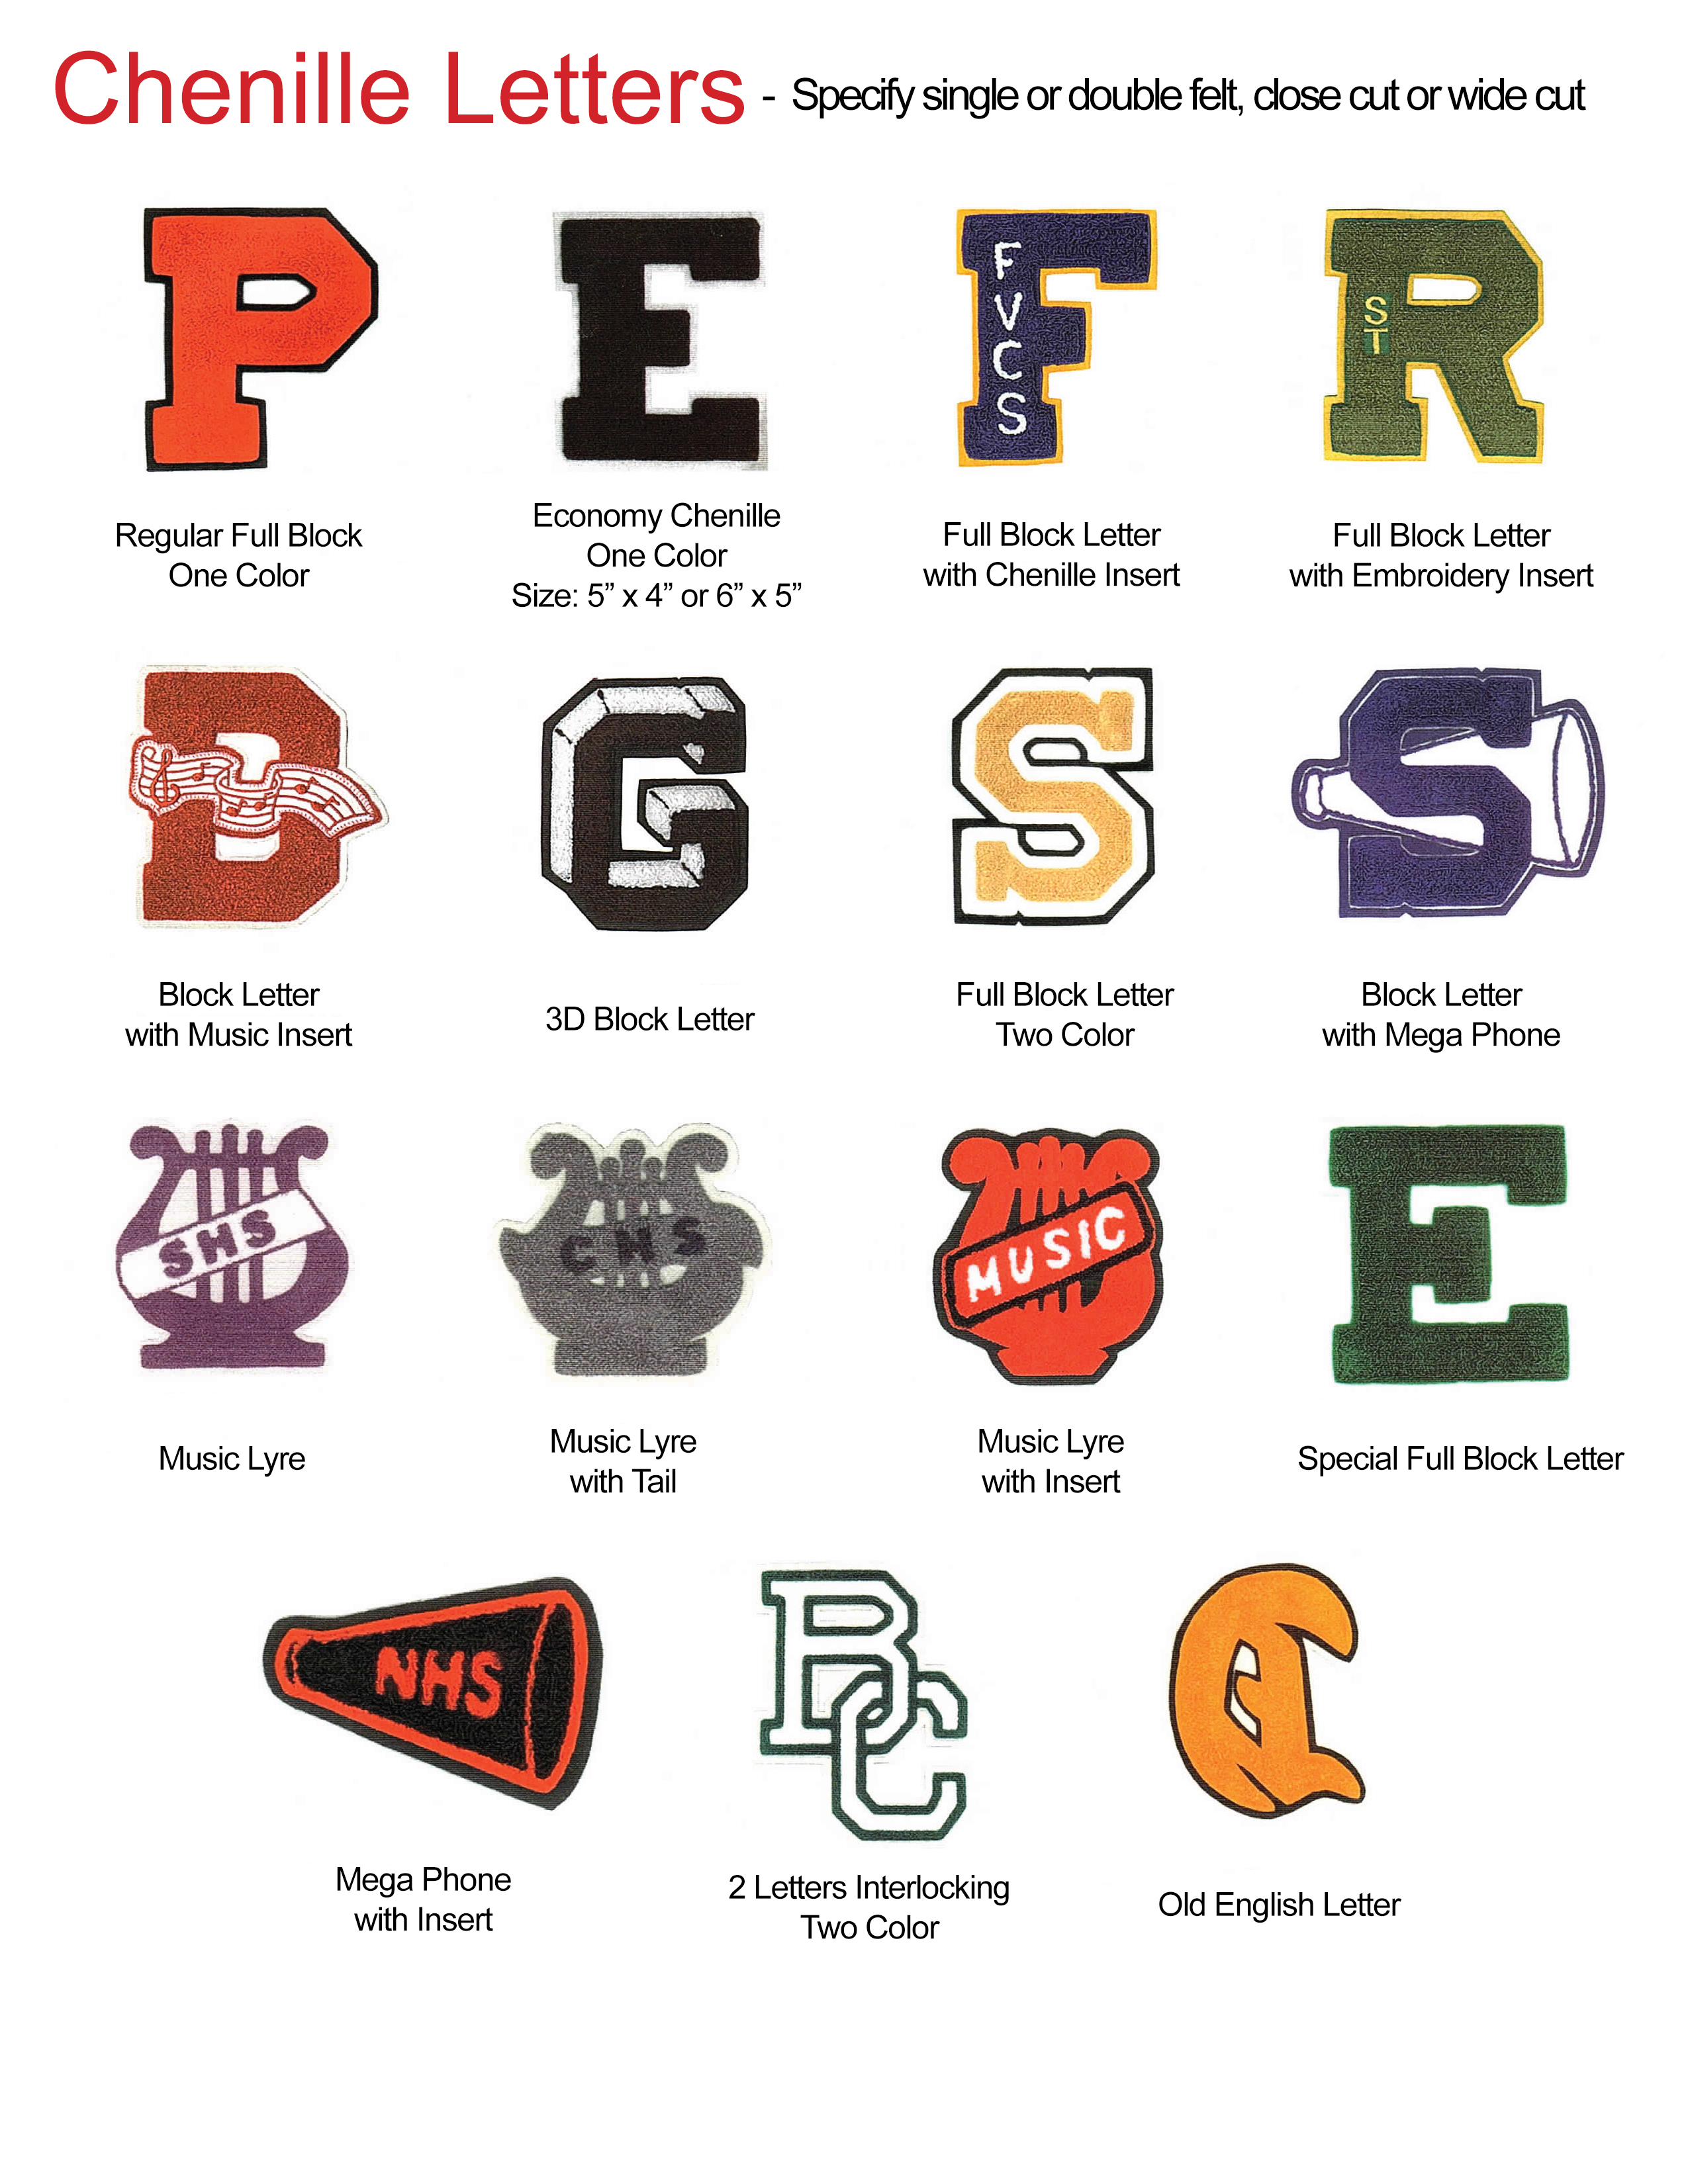 Chenille Letters - Specify single or double felt, close cut or wide cut
P
E
F
V
C
S
R
S
T
Regular Full Block
One Color
Economy Chenille
One Color
Size: 5” x 4” or 6” x 5”
Full Block Letter
with Chenille Insert
Full Block Letter
with Embroidery Insert
B
G
S
S
Block Letter
with Music Insert
3D Block Letter
Full Block Letter
Two Color
Block Letter
with Mega Phone
SHS
CHS
MUSIC
E
Music Lyre
Music Lyre
with Tail
Music Lyre
with Insert
Special Full Block Letter
NHS
BC
Mega Phone
with Insert
2 Letters Interlocking
Two Color
Old English Letter